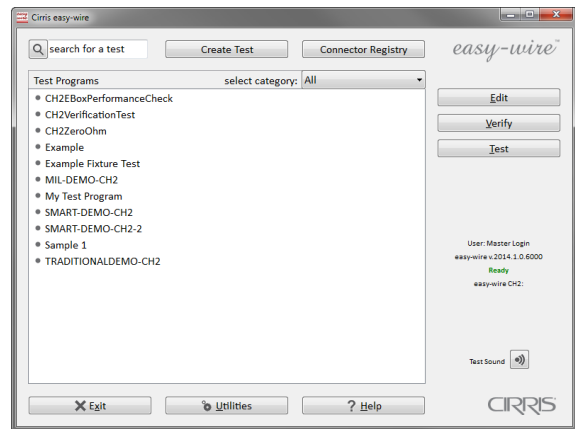 Cirris easy-wire
search for a test
Create Test
Connector Registry
easy-wire™
Test Programs
select category: All
CH2EBoxPerformanceCheck
CH2VerificationTest
CH2ZeroOhm
Example
Example Fixture Test
MIL-DEMO-CH2
My Test Program
SMART-DEMO-CH2
SMART-DEMO-CH2-2
Sample 1
TRADITIONALDEMO-CH2
Edit
Verify
Test
User: Master Login
easy-wire v.2014.1.0.6000
Ready
easy-wire CH2:
Test Sound
Exit
Utilities
? Help
CIRRIS